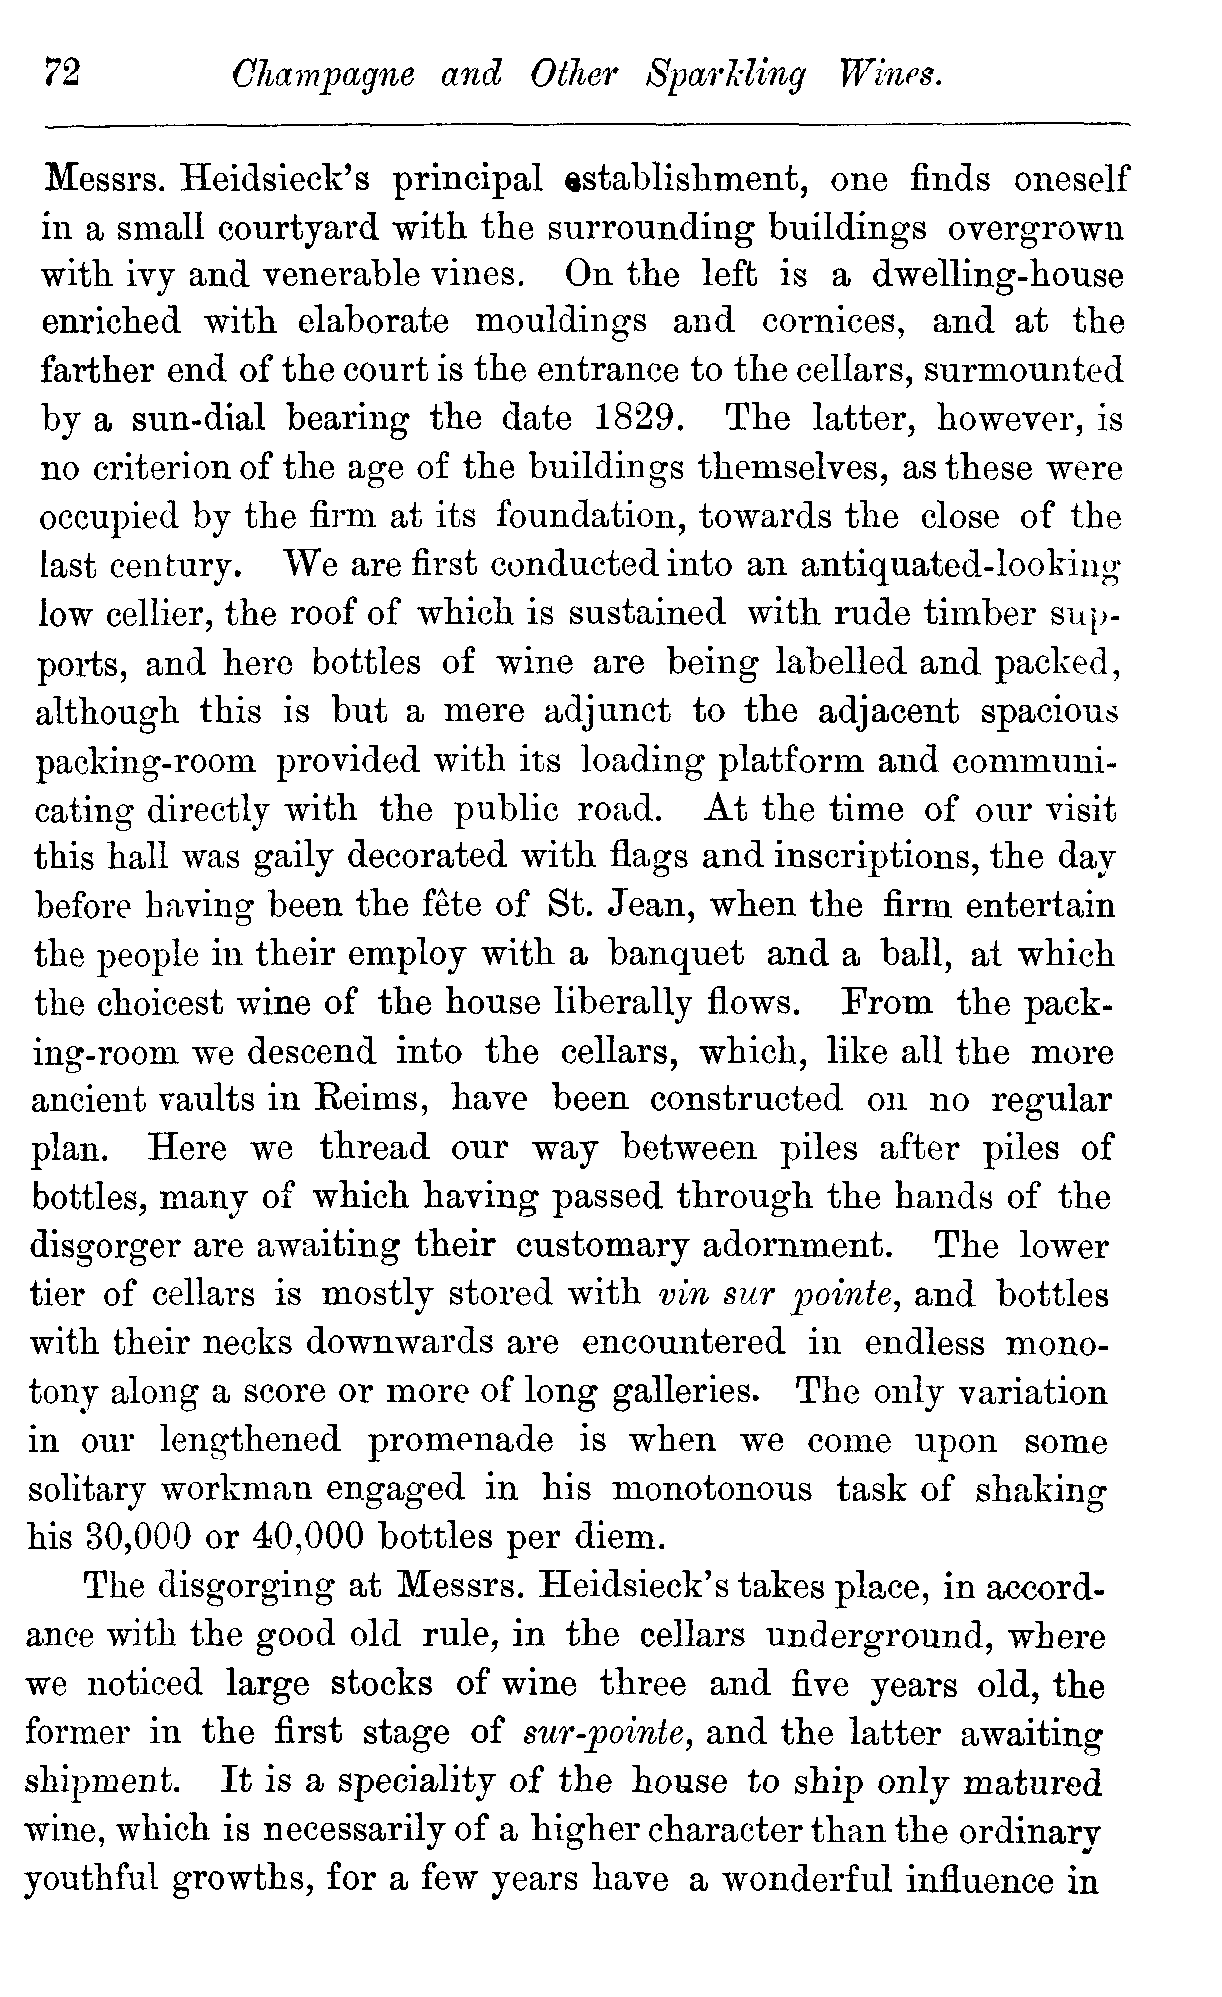 72 Champagne and Other Sparkling Wines.
Messrs. Heidsieck's principal establishment, one finds oneself
in a small courtyard with the surrounding buildings overgrown
with ivy and venerable vines. On the left is a dwelling-house
enriched with elaborate mouldings and cornices, and at the
farther end of the court is the entrance to the cellars, surmounted
by a sun-dial bearing the date 1829. The latter, however, is
no criterion of the age of the buildings themselves, as these were
occupied by the firm at its foundation, towards the close of the
last century. We are first conducted into an antiquated-looking
low cellier, the roof of which is sustained with rude timber sup-
ports, and here bottles of wine are being labelled and packed,
although this is but a mere adjunct to the adjacent spacious
packing-room provided with its loading platform and communi-
cating directly with the public road. At the time of our visit
this hall was gaily decorated with flags and inscriptions, the day
before having been the fête of St. Jean, when the firm entertain
the people in their employ with a banquet and a ball, at which
the choicest wine of the house liberally flows. From the pack-
ing-room we descend into the cellars, which, like all the more
ancient vaults in Reims, have been constructed on no regular
plan. Here we thread our way between piles after piles of
bottles, many of which having passed through the hands of the
disgorger are awaiting their customary adornment. The lower
tier of cellars is mostly stored with vin sur pointe, and bottles
with their necks downwards are encountered in endless mono-
tony along a score or more of long galleries. The only variation
in our lengthened promenade is when we come upon some
solitary workman engaged in his monotonous task of shaking
his 30,000 or 40,000 bottles per diem.
The disgorging at Messrs. Heidsieck's takes place, in accord-
ance with the good old rule, in the cellars underground, where
we noticed large stocks of wine three and five years old, the
former in the first stage of sur-pointe, and the latter awaiting
shipment. It is a speciality of the house to ship only matured
wine, which is necessarily of a higher character than the ordinary
youthful growths, for a few years have a wonderful influence in